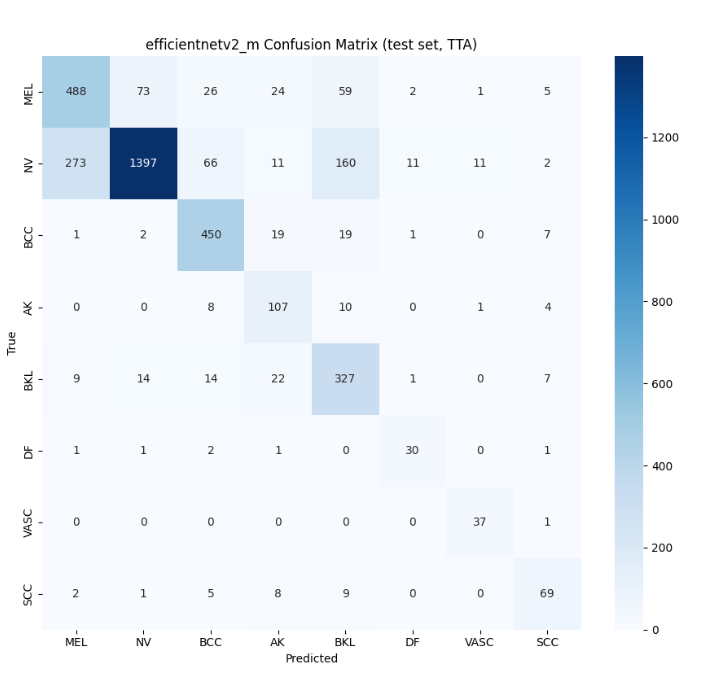 efficientnetv2_m Confusion Matrix (test set, TTA)
MEL 488 73 26 24 59 2 1 5
NV 273 1397 66 11 160 11 11 2
BCC 1 2 450 19 19 1 0 7
AK 0 0 8 107 10 0 1 4
BKL 9 14 14 22 327 1 0 7
DF 1 1 2 1 0 30 0 1
VASC 0 0 0 0 0 0 37 1
SCC 2 1 5 8 9 0 0 69
True
MEL NV BCC AK BKL DF VASC SCC
Predicted
1200
1000
800
600
400
200
0